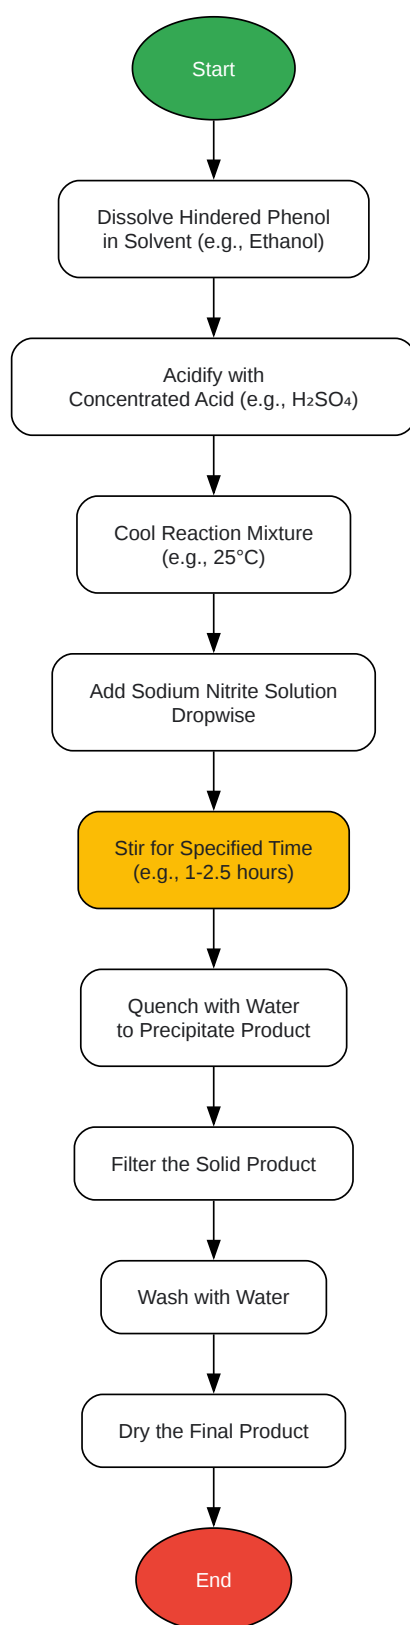 Start
Dissolve Hindered Phenol
in Solvent (e.g., Ethanol)
Acidify with
Concentrated Acid (e.g., H₂SO₄)
Cool Reaction Mixture
(e.g., 25°C)
Add Sodium Nitrite Solution
Dropwise
Stir for Specified Time
(e.g., 1-2.5 hours)
Quench with Water
to Precipitate Product
Filter the Solid Product
Wash with Water
Dry the Final Product
End